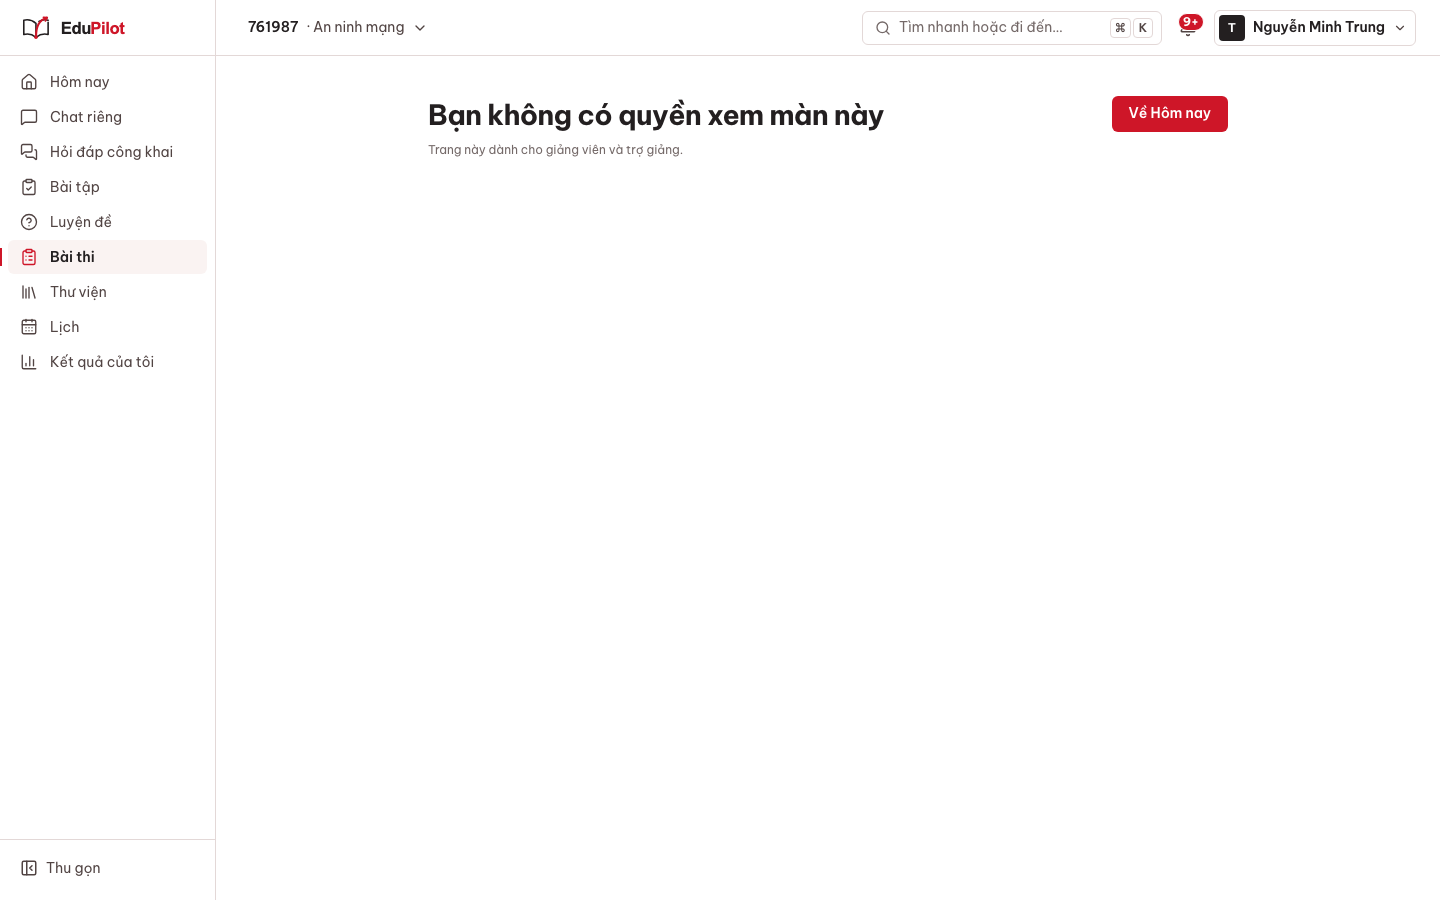 EduPilot
761987 · An ninh mạng
Tìm nhanh hoặc đi đến...
⌘ K
9+
T
Nguyễn Minh Trung
Hôm nay
Chat riêng
Hỏi đáp công khai
Bài tập
Luyện đề
Bài thi
Thư viện
Lịch
Kết quả của tôi
Bạn không có quyền xem màn này
Về Hôm nay
Trang này dành cho giảng viên và trợ giảng.
Thu gọn